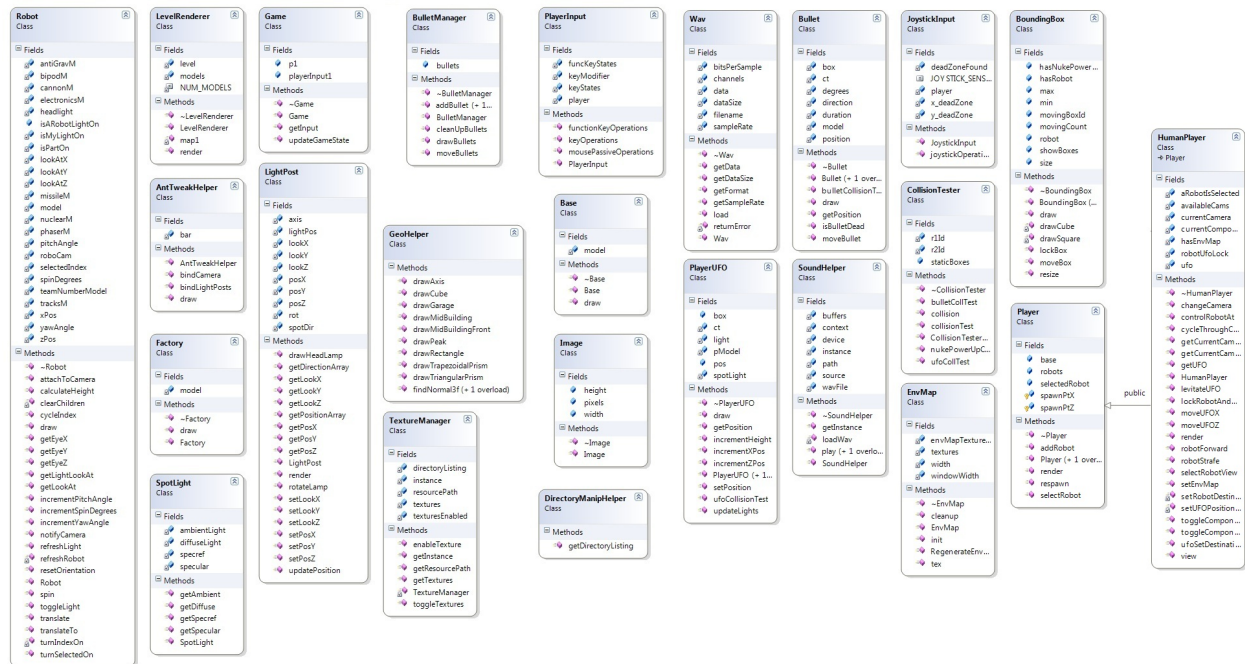 Robot
Class
Fields
antiGravM
bipodM
cannonM
electronicsM
headlight
isARobotLightOn
isMyLightOn
isPartOn
lookAtX
lookAtY
lookAtZ
missileM
model
nuclearM
phaserM
pitchAngle
roboCam
selectedIndex
spinDegrees
teamNumberModel
tracksM
xPos
yawAngle
zPos
Methods
~Robot
attachToCamera
calculateHeight
clearChildren
cycleIndex
draw
getEyeX
getEyeY
getEyeZ
getLightLookAt
getLookAt
incrementPitchAngle
incrementSpinDegrees
incrementYawAngle
notifyCamera
refreshLight
refreshRobot
resetOrientation
Robot
spin
toggleLight
translate
translateTo
turnIndexOn
turnSelectedOn
LevelRenderer
Class
Fields
level
models
NUM_MODELS
Methods
~LevelRenderer
LevelRenderer
map1
render
AntTweakHelper
Class
Fields
bar
Methods
AntTweakHelper
bindCamera
bindLightPosts
draw
Factory
Class
Fields
model
Methods
~Factory
draw
Factory
SpotLight
Class
Fields
ambientLight
diffuseLight
specref
specular
Methods
getAmbient
getDiffuse
getSpecref
getSpecular
SpotLight
Game
Class
Fields
p1
playerInput1
Methods
~Game
Game
getInput
updateGameState
LightPost
Class
Fields
axis
lightPos
lookX
lookY
lookZ
posX
posY
posZ
rot
spotDir
Methods
drawHeadLamp
getDirectionArray
getLookX
getLookY
getLookZ
getPositionArray
getPosX
getPosY
getPosZ
LightPost
render
rotateLamp
setLookX
setLookY
setLookZ
setPosX
setPosY
setPosZ
updatePosition
BulletManager
Class
Fields
bullets
Methods
~BulletManager
addBullet (+ 1...
BulletManager
cleanUpBullets
drawBullets
moveBullets
GeoHelper
Class
Methods
drawAxis
drawCube
drawGarage
drawMidBuilding
drawMidBuildingFront
drawPeak
drawRectangle
drawTrapezoidalPrism
drawTriangularPrism
findNormal3f (+ 1 overload)
TextureManager
Class
Fields
directoryListing
instance
resourcePath
textures
texturesEnabled
Methods
enableTexture
getInstance
getResourcePath
getTextures
TextureManager
toggleTextures
PlayerInput
Class
Fields
funcKeyStates
keyModifier
keyStates
player
Methods
functionKeyOperations
keyOperations
mousePassiveOperations
PlayerInput
Base
Class
Fields
model
Methods
~Base
Base
draw
Image
Class
Fields
height
pixels
width
Methods
~Image
Image
DirectoryManipHelper
Class
Methods
getDirectoryListing
Wav
Class
Fields
bitsPerSample
channels
data
dataSize
filename
sampleRate
Methods
~Wav
getData
getDataSize
getFormat
getSampleRate
load
returnError
Wav
PlayerUFO
Class
Fields
box
ct
light
pModel
pos
spotLight
Methods
~PlayerUFO
draw
getPosition
incrementHeight
incrementXPos
incrementZPos
PlayerUFO (+ 1...
setPosition
ufoCollisionTest
updateLights
Bullet
Class
Fields
box
ct
degrees
direction
duration
model
position
Methods
~Bullet
Bullet (+ 1 over...
bulletCollisionT...
draw
getPosition
isBulletDead
moveBullet
SoundHelper
Class
Fields
buffers
context
device
instance
path
source
wavFile
Methods
~SoundHelper
getInstance
loadWav
play (+ 1 overlo...
SoundHelper
JoystickInput
Class
Fields
deadZoneFound
JOYSTICK_SENS...
player
x_deadZone
y_deadZone
Methods
JoystickInput
joystickOperati...
CollisionTester
Class
Fields
r1Id
r2Id
staticBoxes
Methods
~CollisionTester
bulletCollTest
collision
collisionTest
CollisionTester...
nukePowerUpC...
ufoCollTest
EnvMap
Class
Fields
envMapTexture...
textures
width
windowWidth
Methods
~EnvMap
cleanup
EnvMap
init
RegenerateEnv...
tex
BoundingBox
Class
Fields
hasNukePower...
hasRobot
max
min
movingBoxId
movingCount
robot
showBoxes
size
Methods
~BoundingBox
BoundingBox (...
draw
drawCube
drawSquare
lockBox
moveBox
resize
Player
Class
Fields
base
robots
selectedRobot
spawnPtX
spawnPtZ
Methods
~Player
addRobot
Player (+ 1 over...
render
respawn
selectRobot
public
HumanPlayer
Class
Player
Fields
aRobotIsSelected
availableCams
currentCamera
currentCompo...
hasEnvMap
robotUfoLock
ufo
Methods
~HumanPlayer
changeCamera
controlRobotAt
cycleThroughC...
getCurrentCam...
getCurrentCam...
getUFO
HumanPlayer
levitateUFO
lockRobotAnd...
moveUFOX
moveUFOZ
render
robotForward
robotStrafe
selectRobotView
setEnvMap
setRobotDestin...
setUFOPosition...
toggleCompon...
toggleCompon...
ufoSetDestinati...
view